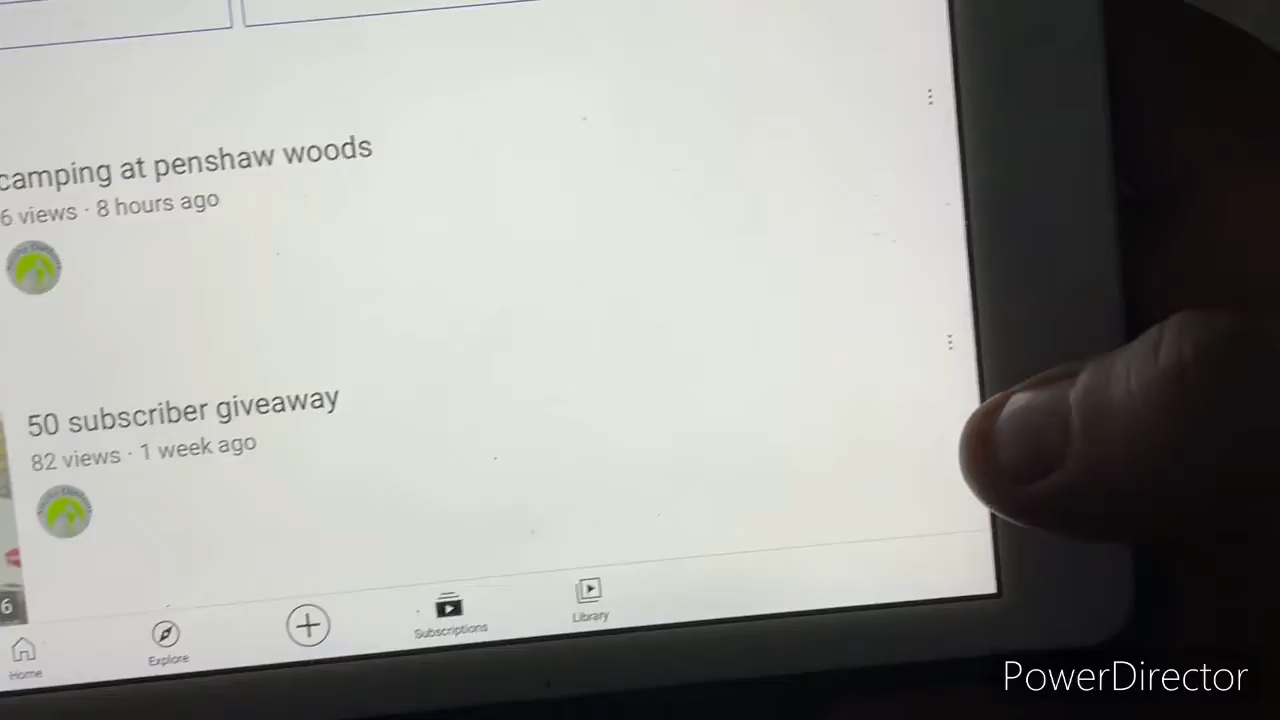 camping at penshaw woods
6 views · 8 hours ago
50 subscriber giveaway
82 views · 1 week ago
6
Home
Explore
Subscriptions
Library
PowerDirector